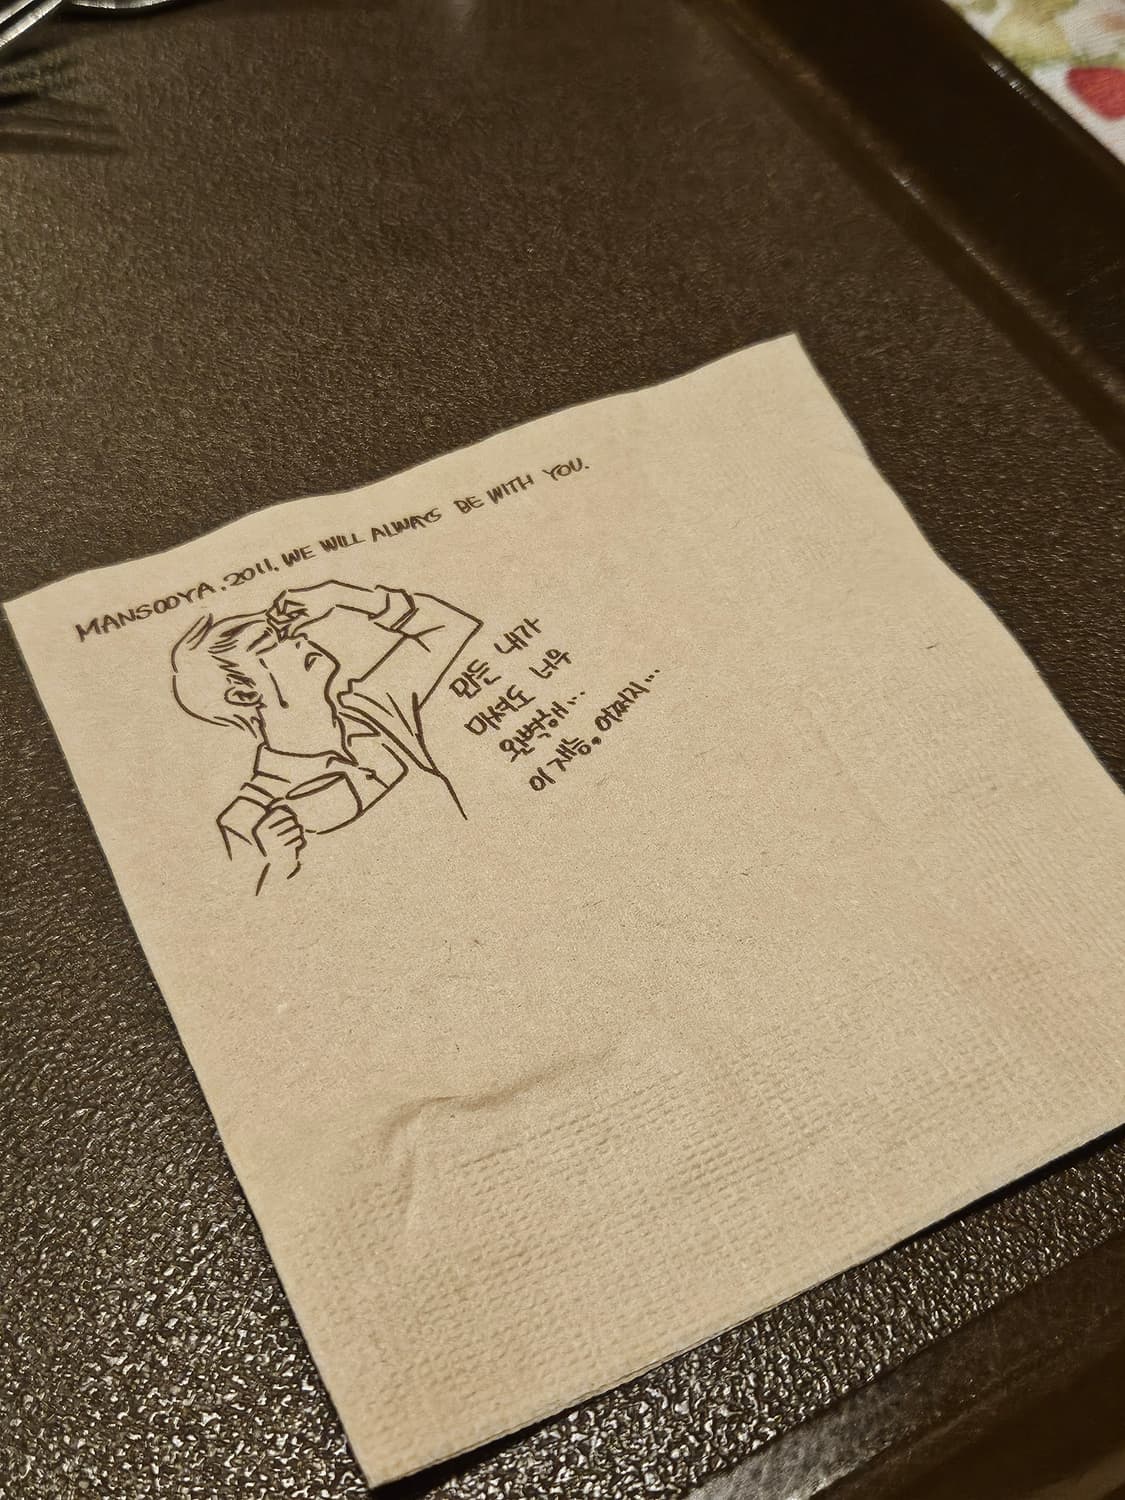 MANSOOYA. 2011. WE WILL ALWAYS BE WITH YOU.
만든 내가
마셔도 너무
완벽해...
이 재능, 어쩌지...